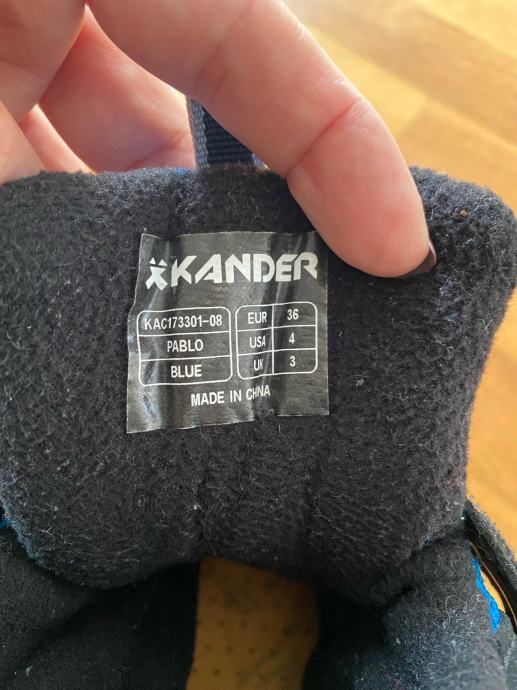 KANDER
KAC173301-08
PABLO
BLUE
EUR 36
USA 4
UK 3
MADE IN CHINA